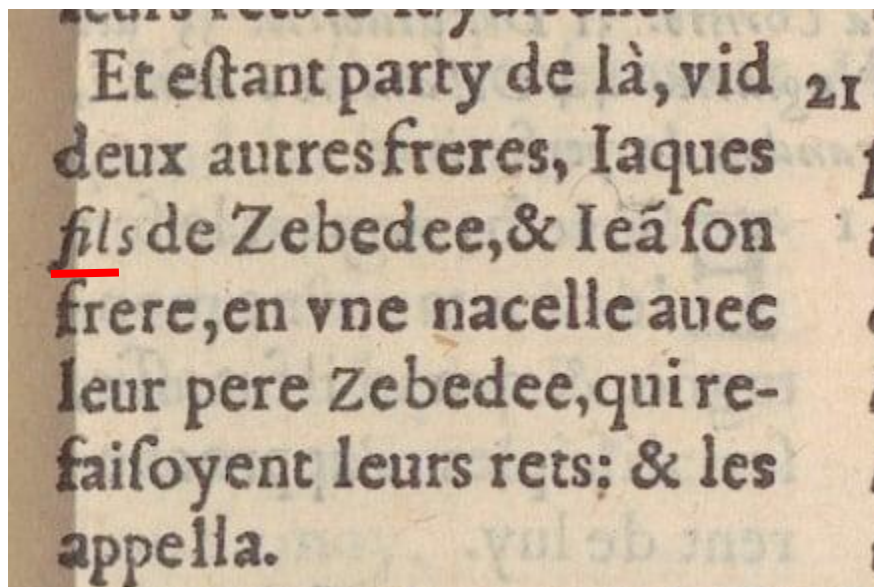 Et eſtant party de là, vid 21
deux autres freres, Iaques
fils de Zebedee, & Ieã ſon
frere, en vne nacelle auec
leur pere Zebedee, qui re-
faiſoyent leurs rets: & les
appella.